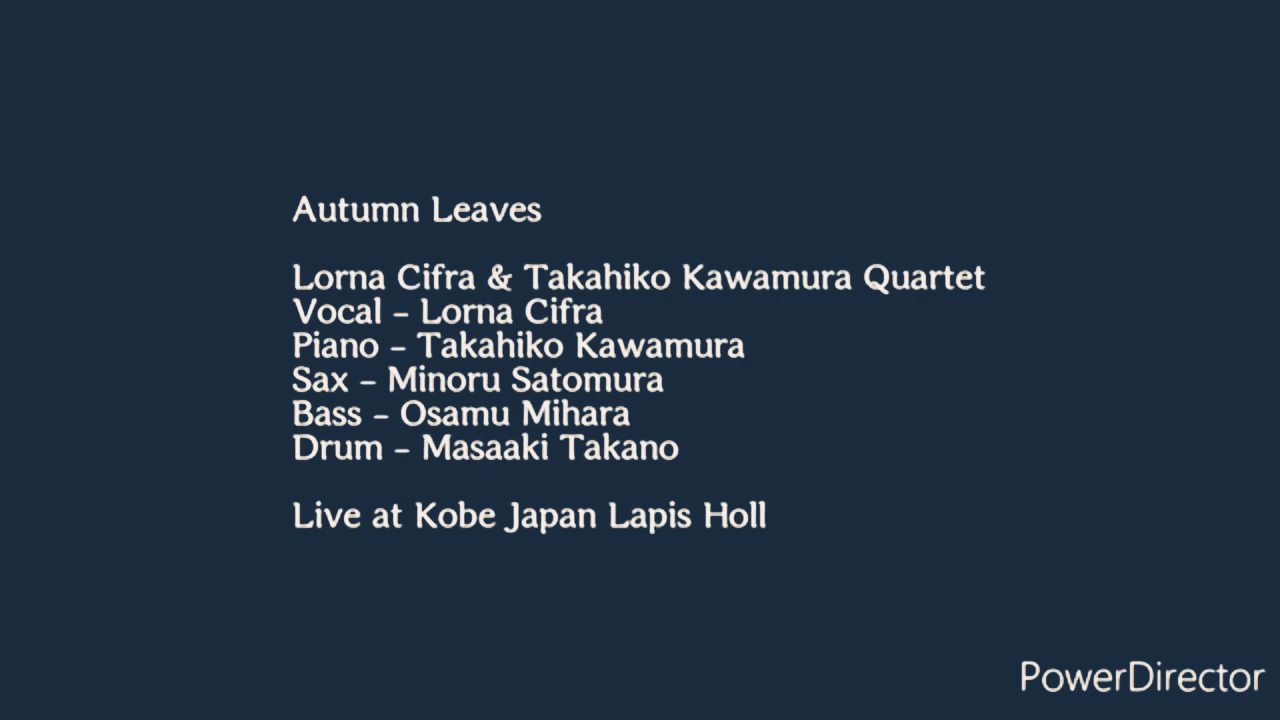 Autumn Leaves
Lorna Cifra & Takahiko Kawamura Quartet
Vocal – Lorna Cifra
Piano – Takahiko Kawamura
Sax – Minoru Satomura
Bass – Osamu Mihara
Drum – Masaaki Takano
Live at Kobe Japan Lapis Holl
PowerDirector